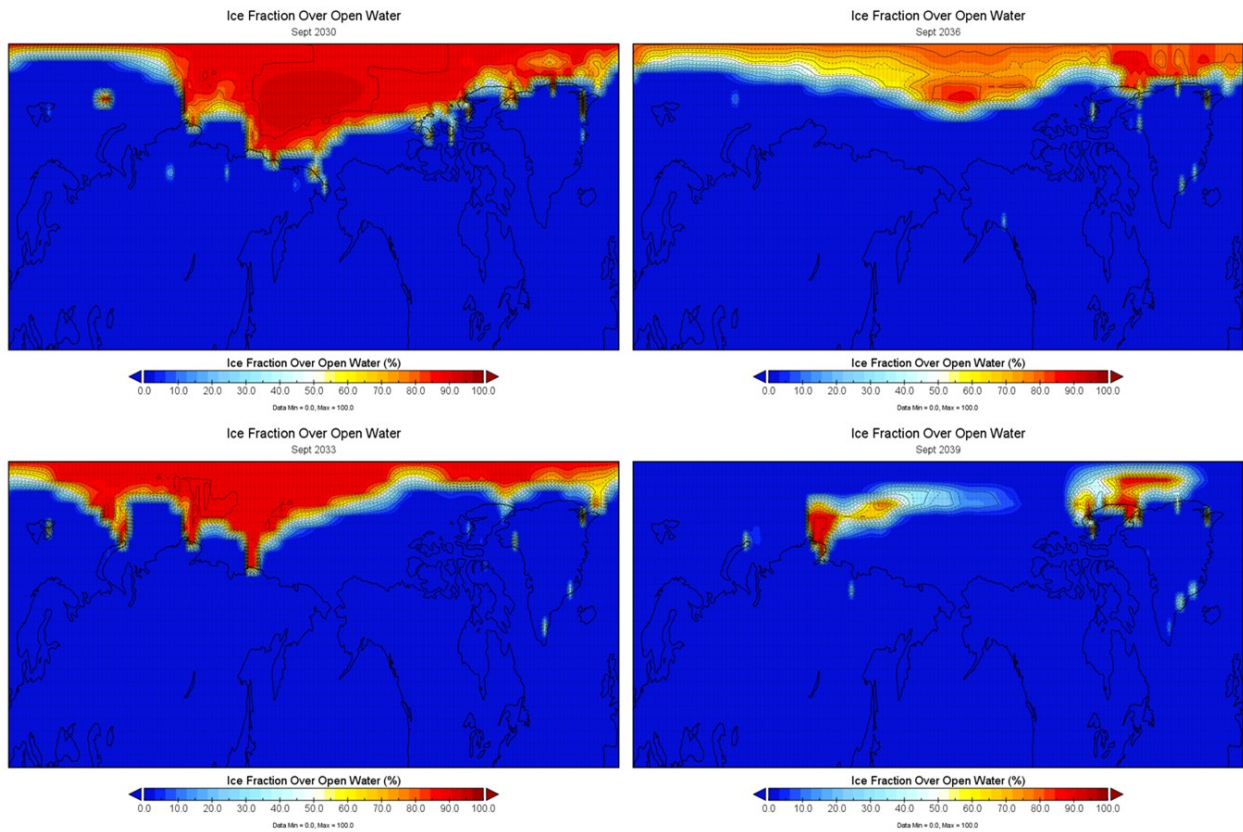 Ice Fraction Over Open Water
Sept 2030
Ice Fraction Over Open Water (%)
0.0 10.0 20.0 30.0 40.0 50.0 60.0 70.0 80.0 90.0 100.0
Data Min = 0.0, Max = 100.0
Ice Fraction Over Open Water
Sept 2036
Ice Fraction Over Open Water (%)
0.0 10.0 20.0 30.0 40.0 50.0 60.0 70.0 80.0 90.0 100.0
Data Min = 0.0, Max = 100.0
Ice Fraction Over Open Water
Sept 2033
Ice Fraction Over Open Water (%)
0.0 10.0 20.0 30.0 40.0 50.0 60.0 70.0 80.0 90.0 100.0
Data Min = 0.0, Max = 100.0
Ice Fraction Over Open Water
Sept 2039
Ice Fraction Over Open Water (%)
0.0 10.0 20.0 30.0 40.0 50.0 60.0 70.0 80.0 90.0 100.0
Data Min = 0.0, Max = 100.0